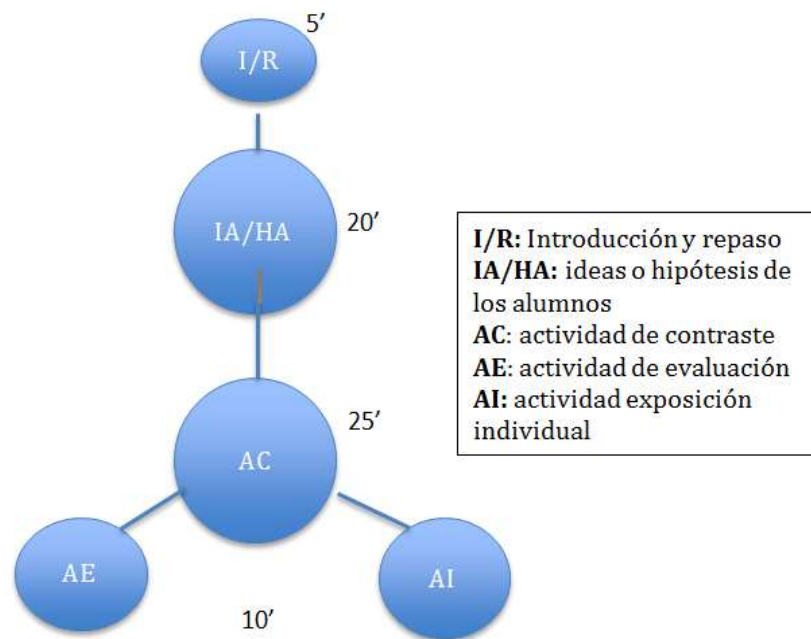 5’
I/R
IA/HA
20’
I/R: Introducción y repaso
IA/HA: ideas o hipótesis de
los alumnos
AC: actividad de contraste
AE: actividad de evaluación
AI: actividad exposición
individual
25’
AC
AE
AI
10’